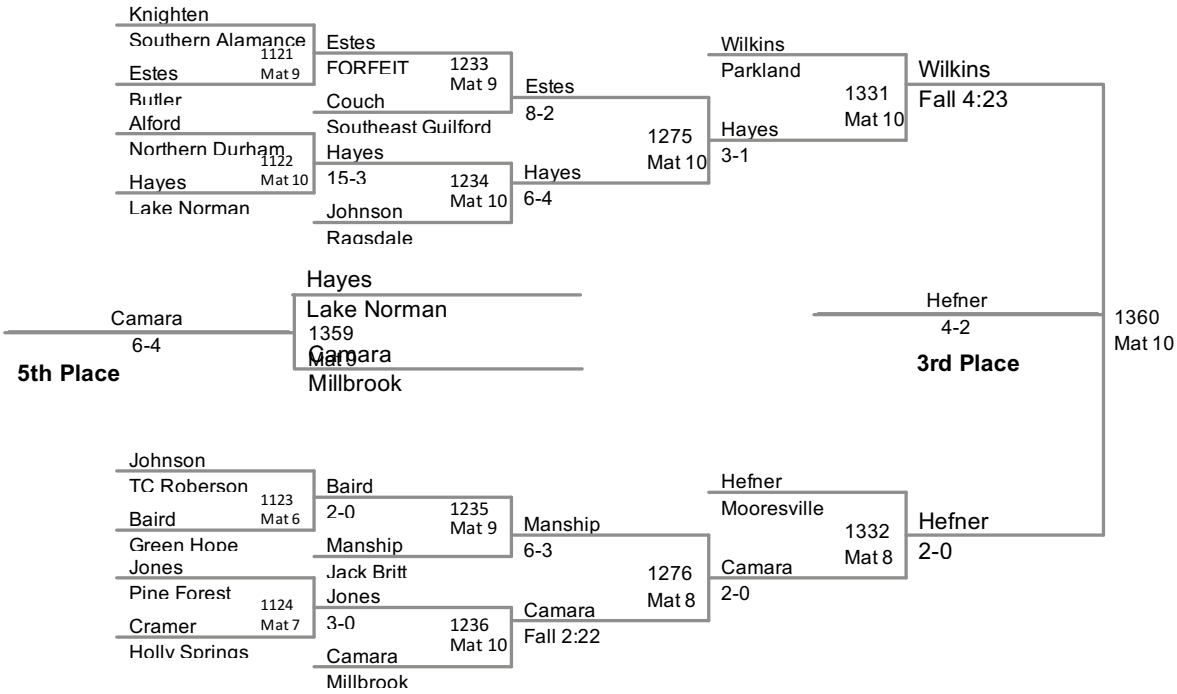 Knighten
Southern Alamance
1121
Mat 9
Estes
Butler
Alford
Northern Durham
1122
Mat 10
Hayes
Lake Norman
Estes
FORFEIT
1233
Mat 9
Couch
Southeast Guilford
Hayes
15-3
1234
Mat 10
Johnson
Ragsdale
Estes
8-2
1275
Mat 10
Hayes
6-4
Wilkins
Parkland
1331
Mat 10
Hayes
3-1
Wilkins
Fall 4:23
Hayes
Lake Norman
1359
Mat 9
Camara
Millbrook
Camara
6-4
5th Place
Hefner
4-2
3rd Place
1360
Mat 10
Johnson
TC Roberson
1123
Mat 6
Baird
Green Hope
Jones
Pine Forest
1124
Mat 7
Cramer
Holly Springs
Baird
2-0
1235
Mat 9
Manship
Jack Britt
Jones
3-0
1236
Mat 10
Camara
Millbrook
Manship
6-3
1276
Mat 8
Camara
Fall 2:22
Hefner
Mooresville
1332
Mat 8
Camara
2-0
Hefner
2-0